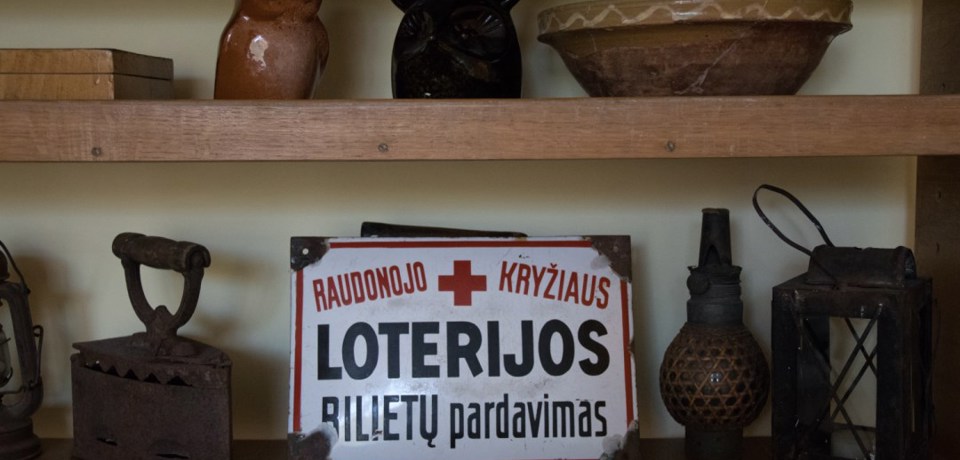 RAUDONOJO KRYŽIAUS
LOTERIJOS
BILIETŲ pardavimas